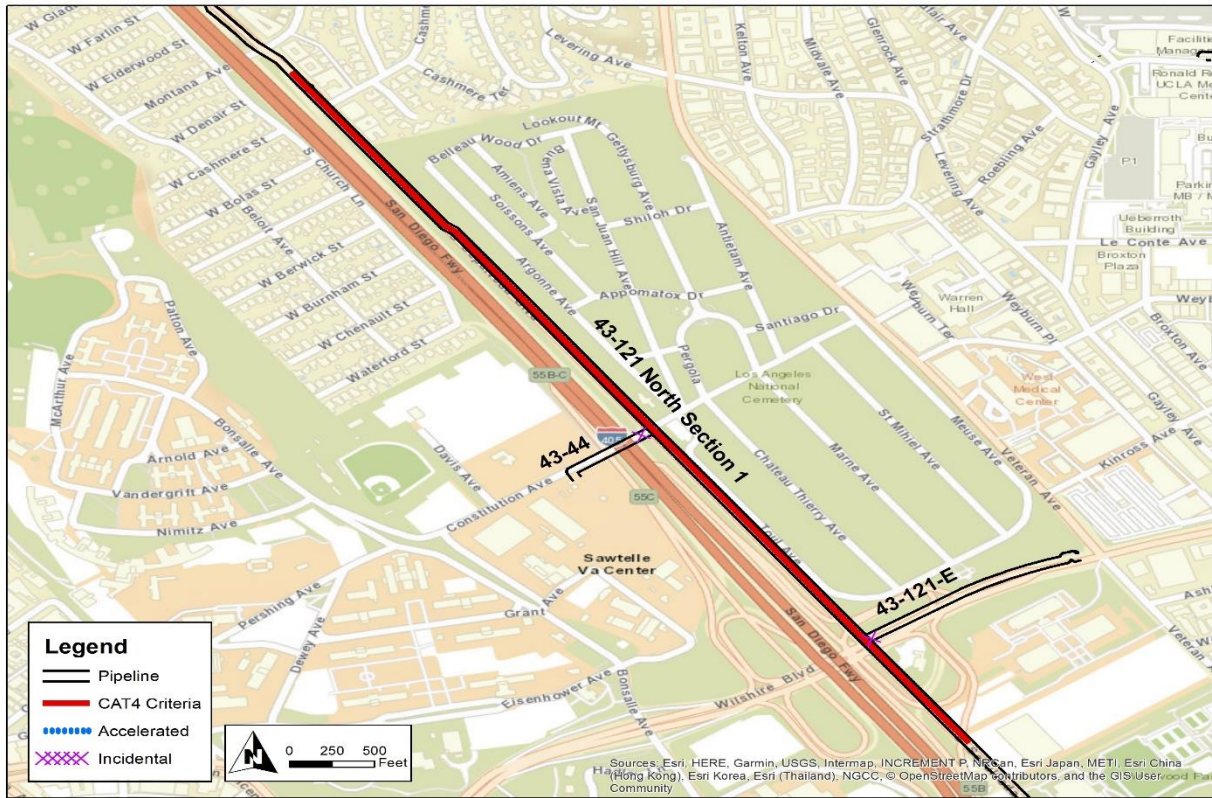 W Farlin St
W Elderwood St
Montana Ave
W Denair St
W Cashmere St
W Bolas St
Beloit Ave
W Berwick St
W Burnham St
W Chenault St
Waterford St
S Church Ln
San Diego Fwy
Cashmere Ter
Levering Ave
Kelton Ave
Midvale Ave
Glenrock Ave
Strathmore Dr
Levering Ave
Roebling Ave
Gayley Ave
P1
Ueberroth
Building
Le Conte Ave
Broxton
Plaza
Warren
Hall
Weyburn Ter
Weyburn Pl
Broxton Ave
Gayley Ave
West
Medical
Center
Kinross Ave
Veteran Ave
Lookout Mt
Belleau Wood Dr
Gettysburg Ave
Buena Vista Ave
Amiens Ave
Soissons Ave
San Juan Hill Ave
Shiloh Dr
Antietam Ave
Argonne Ave
Appomatox Dr
Santiago Dr
Pergola
Los Angeles
National
Cemetery
43-121 North Section 1
St Mihiel Ave
Meuse Ave
Marne Ave
Chateau Thierry Ave
Toul Ave
43-121-E
55B-C
43-44
55C
Patton Ave
McArthur Ave
Bonsalle Ave
Arnold Ave
Vandergrift Ave
Nimitz Ave
Davis Ave
Constitution Ave
Sawtelle
Va Center
Pershing Ave
Dewey Ave
Grant Ave
Eisenhower Ave
Bonsalle Ave
Wilshire Blvd
San Diego Fwy
55B
Legend
Pipeline
CAT4 Criteria
Accelerated
Incidental
N
0 250 500
Feet
Sources: Esri, HERE, Garmin, USGS, Intermap, INCREMENT P, NRCan, Esri Japan, METI, Esri China
(Hong Kong), Esri Korea, Esri (Thailand), NGCC, © OpenStreetMap contributors, and the GIS User
Community